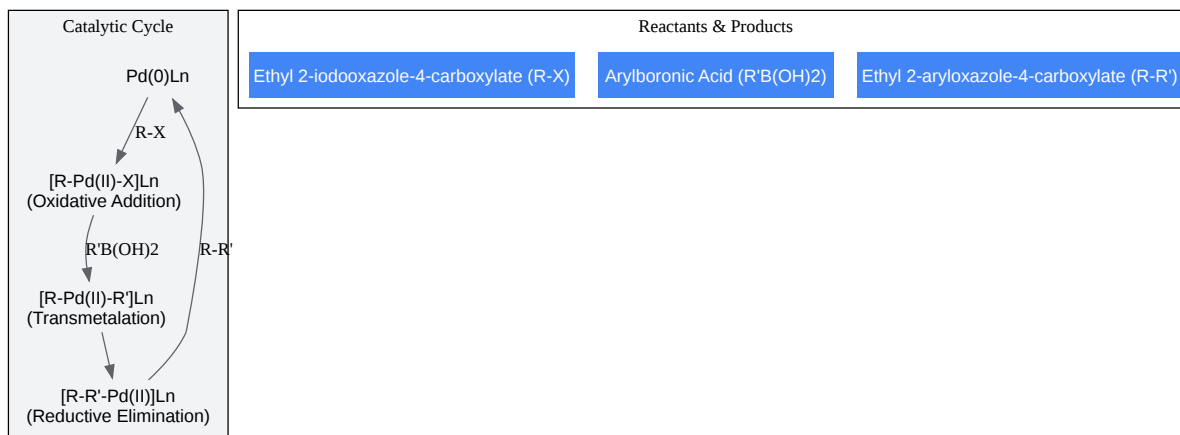 Catalytic Cycle
Pd(0)Ln
R-X
[R-Pd(II)-X]Ln
(Oxidative Addition)
R'B(OH)2
R-R'
[R-Pd(II)-R']Ln
(Transmetalation)
[R-R'-Pd(II)]Ln
(Reductive Elimination)
Reactants & Products
Ethyl 2-iodooxazole-4-carboxylate (R-X)
Arylboronic Acid (R'B(OH)2)
Ethyl 2-aryloxazole-4-carboxylate (R-R')